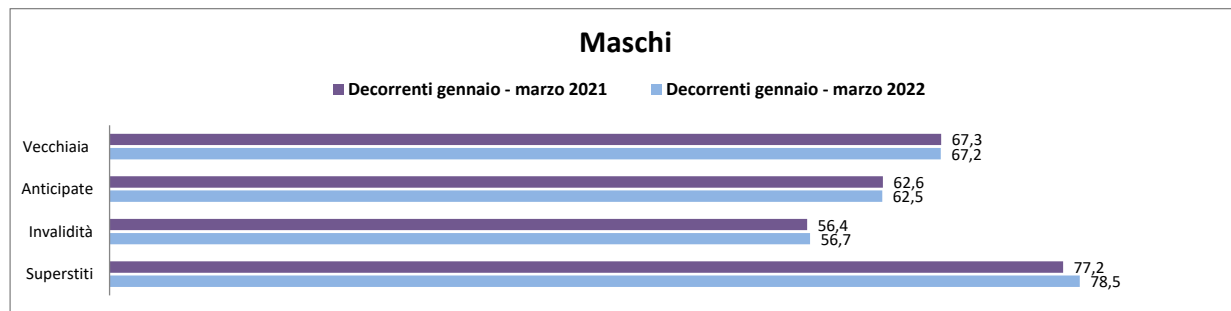 Maschi
Decorrenti gennaio - marzo 2021 Decorrenti gennaio - marzo 2022
Vecchiaia 67,3
67,2
Anticipate 62,6
62,5
Invalidità 56,4
56,7
Superstiti 77,2
78,5